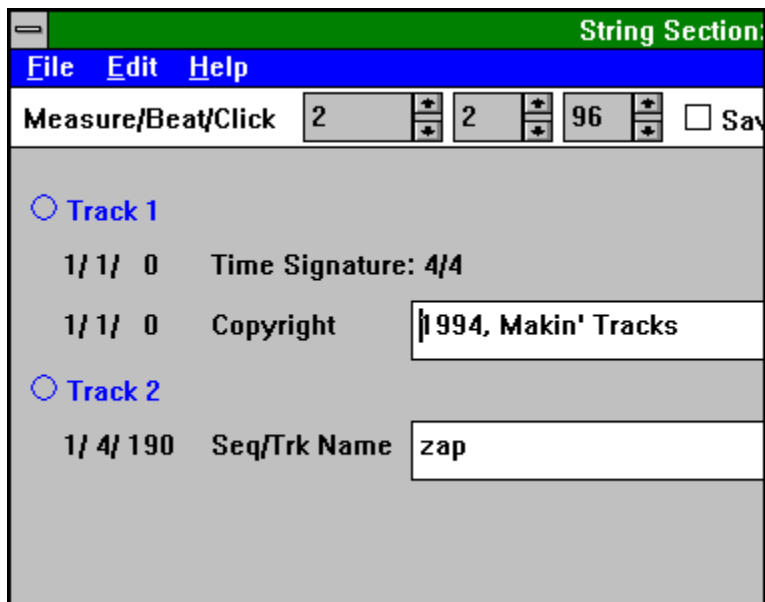 String Section:
File Edit Help
Measure/Beat/Click 2 2 96
Track 1
1/ 1/ 0 Time Signature: 4/4
1/ 1/ 0 Copyright 1994, Makin' Tracks
Track 2
1/ 4/ 190 Seq/Trk Name zap